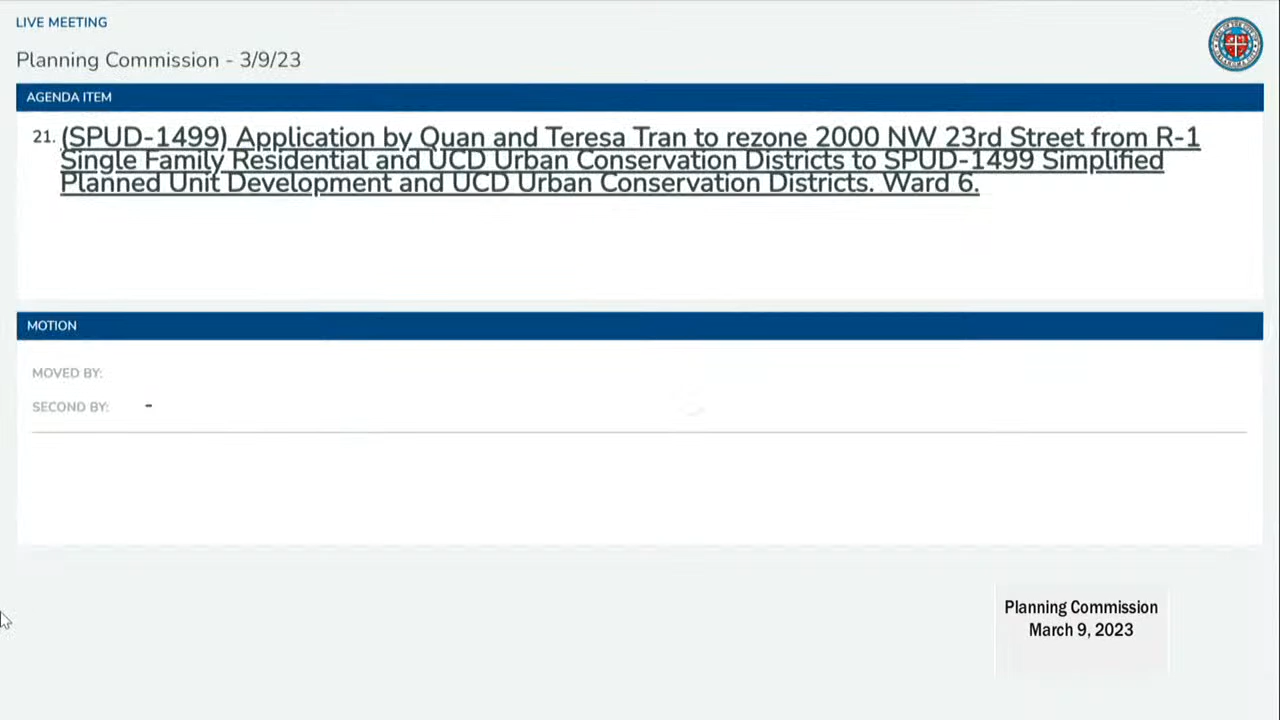 LIVE MEETING
Planning Commission - 3/9/23
AGENDA ITEM
21. (SPUD-1499) Application by Quan and Teresa Tran to rezone 2000 NW 23rd Street from R-1
Single Family Residential and UCD Urban Conservation Districts to SPUD-1499 Simplified
Planned Unit Development and UCD Urban Conservation Districts. Ward 6.
MOTION
MOVED BY:
SECOND BY: -
Planning Commission
March 9, 2023